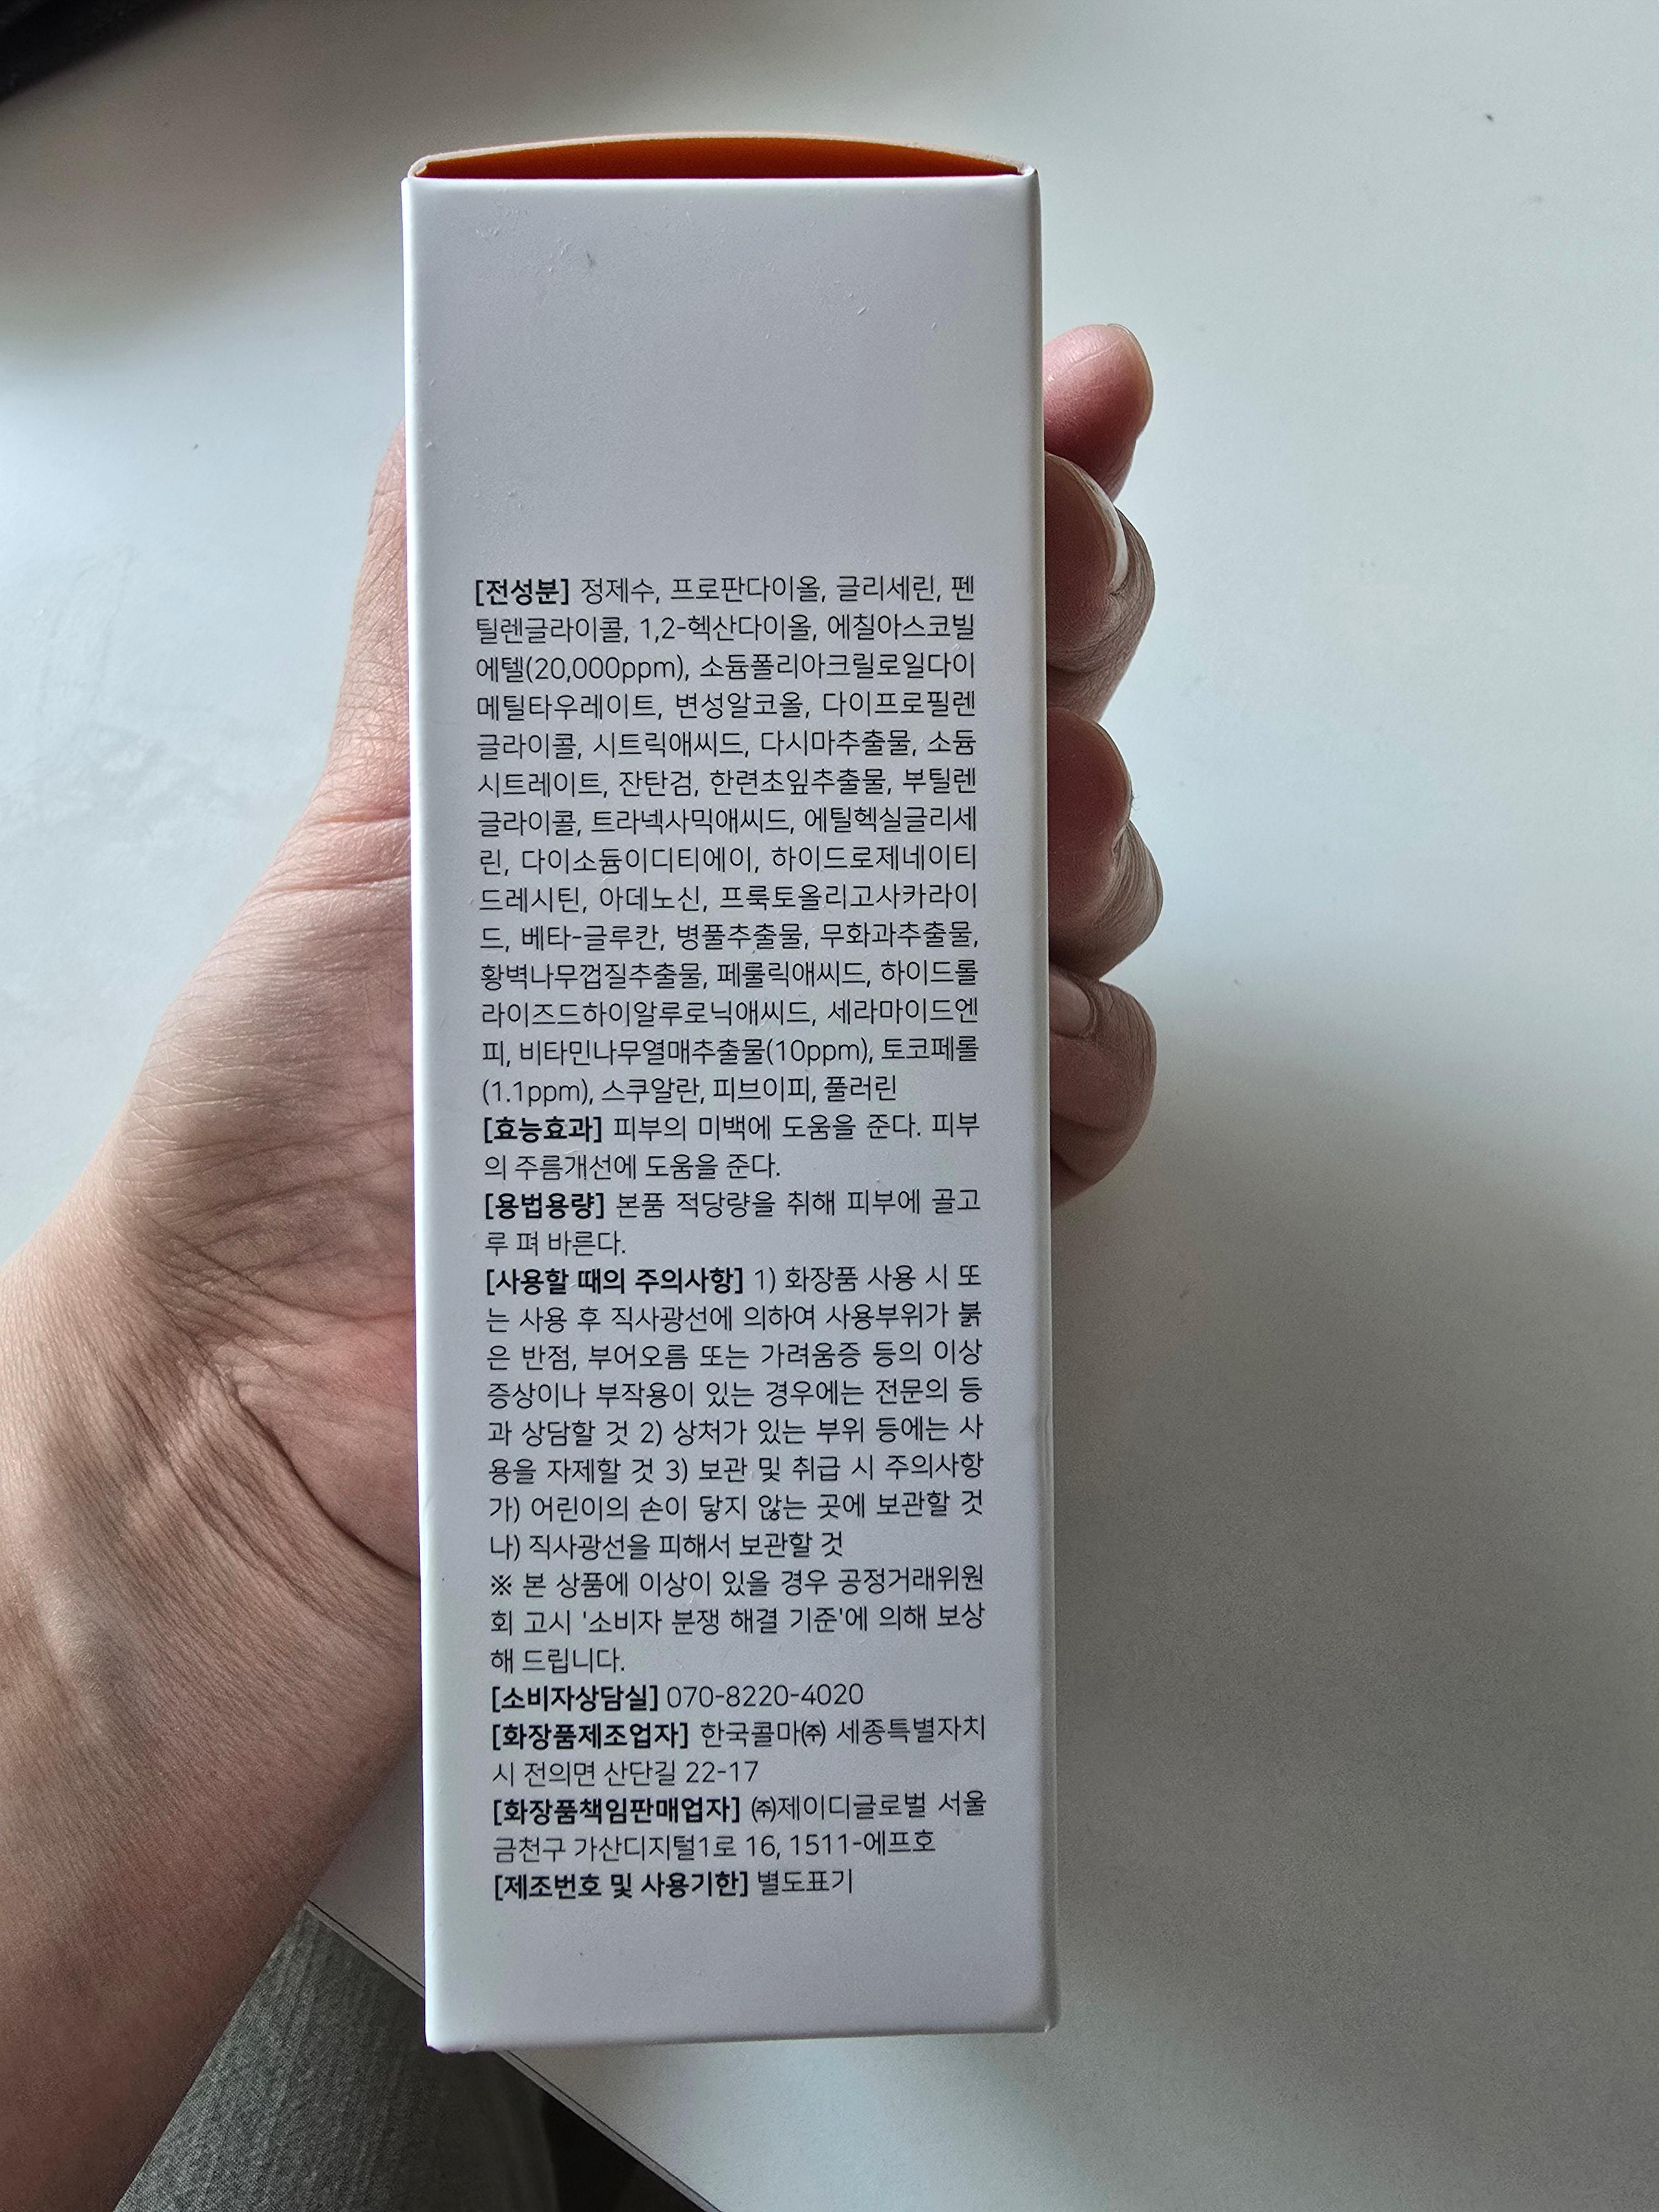 [전성분] 정제수, 프로판다이올, 글리세린, 펜
틸렌글라이콜, 1,2-헥산다이올, 에칠아스코빌
에텔(20,000ppm), 소듐폴리아크릴로일다이
메틸타우레이트, 변성알코올, 다이프로필렌
글라이콜, 시트릭애씨드, 다시마추출물, 소듐
시트레이트, 잔탄검, 한련초잎추출물, 부틸렌
글라이콜, 트라넥사믹애씨드, 에틸헥실글리세
린, 다이소듐이디티에이, 하이드로제네이티
드레시틴, 아데노신, 프룩토올리고사카라이
드, 베타-글루칸, 병풀추출물, 무화과추출물,
황벽나무껍질추출물, 페룰릭애씨드, 하이드롤
라이즈드하이알루로닉애씨드, 세라마이드엔
피, 비타민나무열매추출물(10ppm), 토코페롤
(1.1ppm), 스쿠알란, 피브이피, 풀러린
[효능효과] 피부의 미백에 도움을 준다. 피부
의 주름개선에 도움을 준다.
[용법용량] 본품 적당량을 취해 피부에 골고
루 펴 바른다.
[사용할 때의 주의사항] 1) 화장품 사용 시 또
는 사용 후 직사광선에 의하여 사용부위가 붉
은 반점, 부어오름 또는 가려움증 등의 이상
증상이나 부작용이 있는 경우에는 전문의 등
과 상담할 것 2) 상처가 있는 부위 등에는 사
용을 자제할 것 3) 보관 및 취급 시 주의사항
가) 어린이의 손이 닿지 않는 곳에 보관할 것
나) 직사광선을 피해서 보관할 것
※ 본 상품에 이상이 있을 경우 공정거래위원
회 고시 '소비자 분쟁 해결 기준'에 의해 보상
해 드립니다.
[소비자상담실] 070-8220-4020
[화장품제조업자] 한국콜마㈜ 세종특별자치
시 전의면 산단길 22-17
[화장품책임판매업자] ㈜제이디글로벌 서울
금천구 가산디지털1로 16, 1511-에프호
[제조번호 및 사용기한] 별도표기